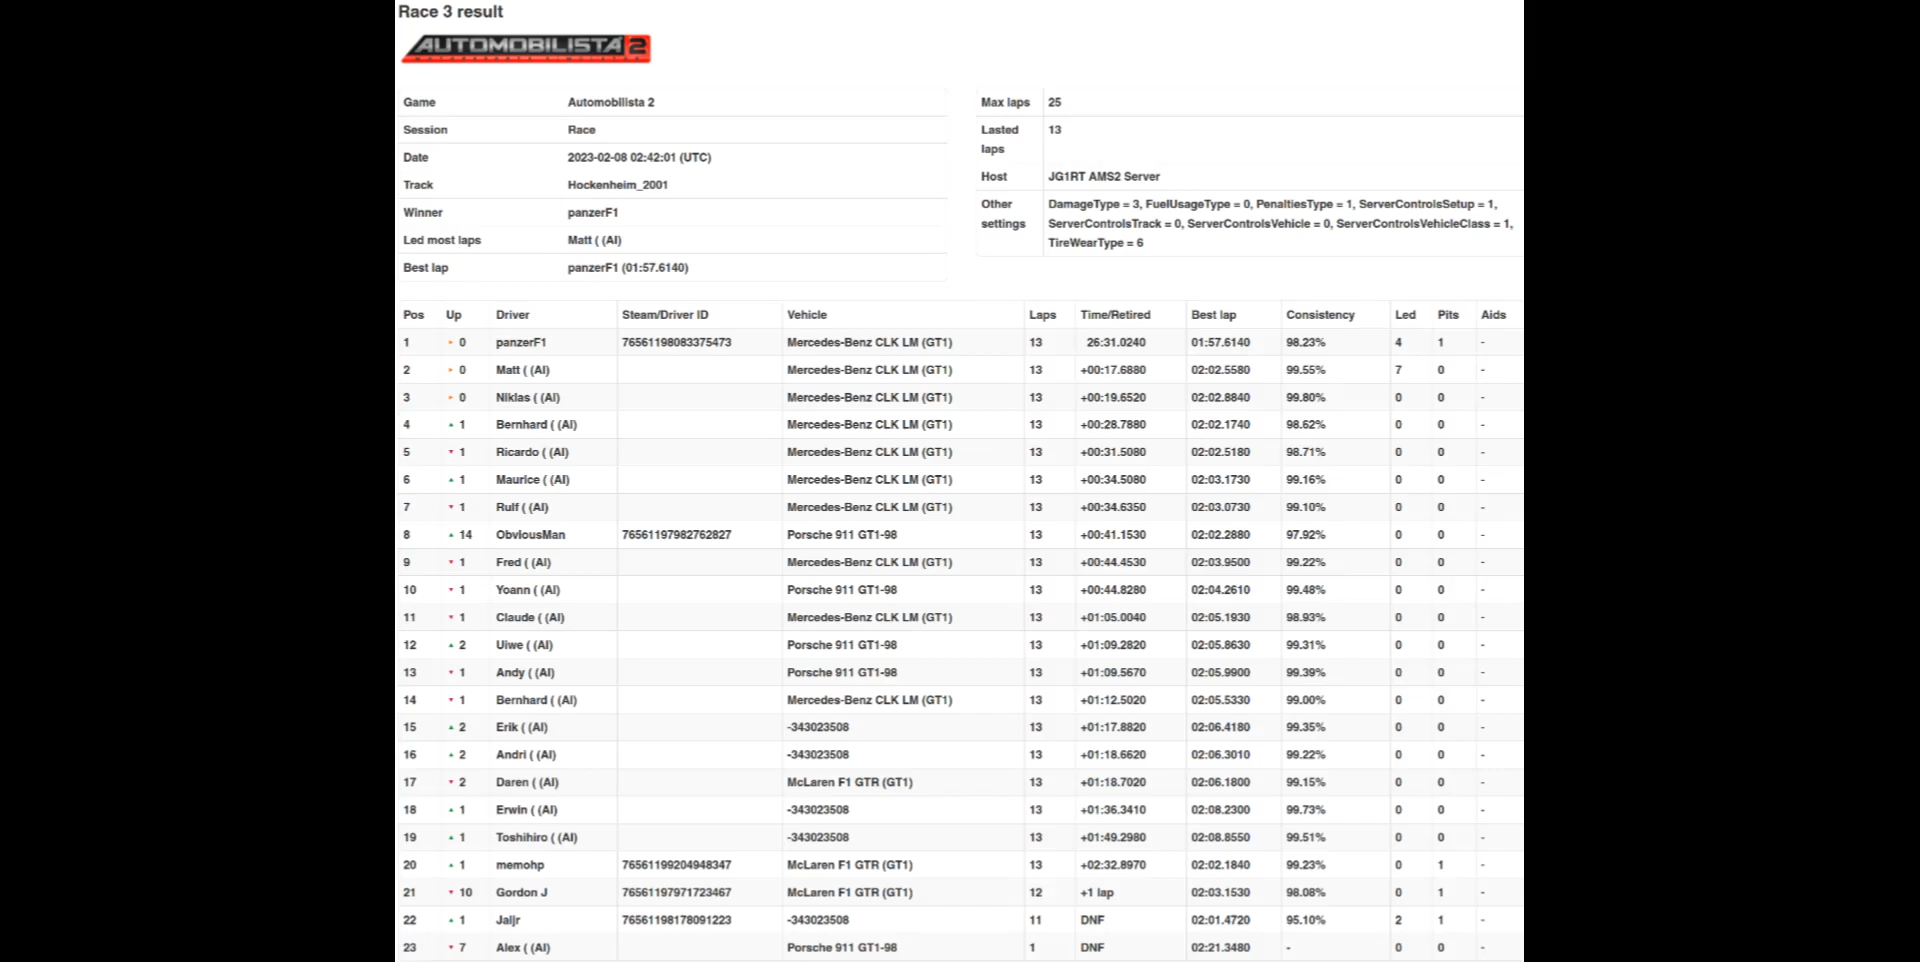 Race 3 result
AUTOMOBILISTA 2
Game Automobilista 2
Session Race
Date 2023-02-08 02:42:01 (UTC)
Track Hockenheim_2001
Winner panzerF1
Led most laps Matt ( (AI)
Best lap panzerF1 (01:57.6140)
Max laps 25
Lasted laps 13
Host JG1RT AMS2 Server
Other settings DamageType = 3, FuelUsageType = 0, PenaltiesType = 1, ServerControlsSetup = 1,
ServerControlsTrack = 0, ServerControlsVehicle = 0, ServerControlsVehicleClass = 1,
TireWearType = 6
Pos Up Driver Steam/Driver ID Vehicle Laps Time/Retired Best lap Consistency Led Pits Aids
1 0 panzerF1 76561198083375473 Mercedes-Benz CLK LM (GT1) 13 26:31.0240 01:57.6140 98.23% 4 1 -
2 0 Matt ( (AI) Mercedes-Benz CLK LM (GT1) 13 +00:17.6880 02:02.5580 99.55% 7 0 -
3 0 Niklas ( (AI) Mercedes-Benz CLK LM (GT1) 13 +00:19.6520 02:02.8840 99.80% 0 0 -
4 1 Bernhard ( (AI) Mercedes-Benz CLK LM (GT1) 13 +00:28.7880 02:02.1740 98.62% 0 0 -
5 1 Ricardo ( (AI) Mercedes-Benz CLK LM (GT1) 13 +00:31.5080 02:02.5180 98.71% 0 0 -
6 1 Maurice ( (AI) Mercedes-Benz CLK LM (GT1) 13 +00:34.5080 02:03.1730 99.16% 0 0 -
7 1 Rulf ( (AI) Mercedes-Benz CLK LM (GT1) 13 +00:34.6350 02:03.0730 99.10% 0 0 -
8 14 ObviousMan 76561197982762827 Porsche 911 GT1-98 13 +00:41.1530 02:02.2880 97.92% 0 0 -
9 1 Fred ( (AI) Mercedes-Benz CLK LM (GT1) 13 +00:44.4530 02:03.9500 99.22% 0 0 -
10 1 Yoann ( (AI) Porsche 911 GT1-98 13 +00:44.8280 02:04.2610 99.48% 0 0 -
11 1 Claude ( (AI) Mercedes-Benz CLK LM (GT1) 13 +01:05.0040 02:05.1930 98.93% 0 0 -
12 2 Uiwe ( (AI) Porsche 911 GT1-98 13 +01:09.2820 02:05.8630 99.31% 0 0 -
13 1 Andy ( (AI) Porsche 911 GT1-98 13 +01:09.5670 02:05.9900 99.39% 0 0 -
14 1 Bernhard ( (AI) Mercedes-Benz CLK LM (GT1) 13 +01:12.5020 02:05.5330 99.00% 0 0 -
15 2 Erik ( (AI) -343023508 13 +01:17.8820 02:06.4180 99.35% 0 0 -
16 2 Andri ( (AI) -343023508 13 +01:18.6620 02:06.3010 99.22% 0 0 -
17 2 Daren ( (AI) McLaren F1 GTR (GT1) 13 +01:18.7020 02:06.1800 99.15% 0 0 -
18 1 Erwin ( (AI) -343023508 13 +01:36.3410 02:08.2300 99.73% 0 0 -
19 1 Toshihiro ( (AI) -343023508 13 +01:49.2980 02:08.8550 99.51% 0 0 -
20 1 memohp 76561199204948347 McLaren F1 GTR (GT1) 13 +02:32.8970 02:02.1840 99.23% 0 1 -
21 10 Gordon J 76561197971723467 McLaren F1 GTR (GT1) 12 +1 lap 02:03.1530 98.08% 0 1 -
22 1 Jaljr 76561198178091223 -343023508 11 DNF 02:01.4720 95.10% 2 1 -
23 7 Alex ( (AI) Porsche 911 GT1-98 1 DNF 02:21.3480 - 0 0 -